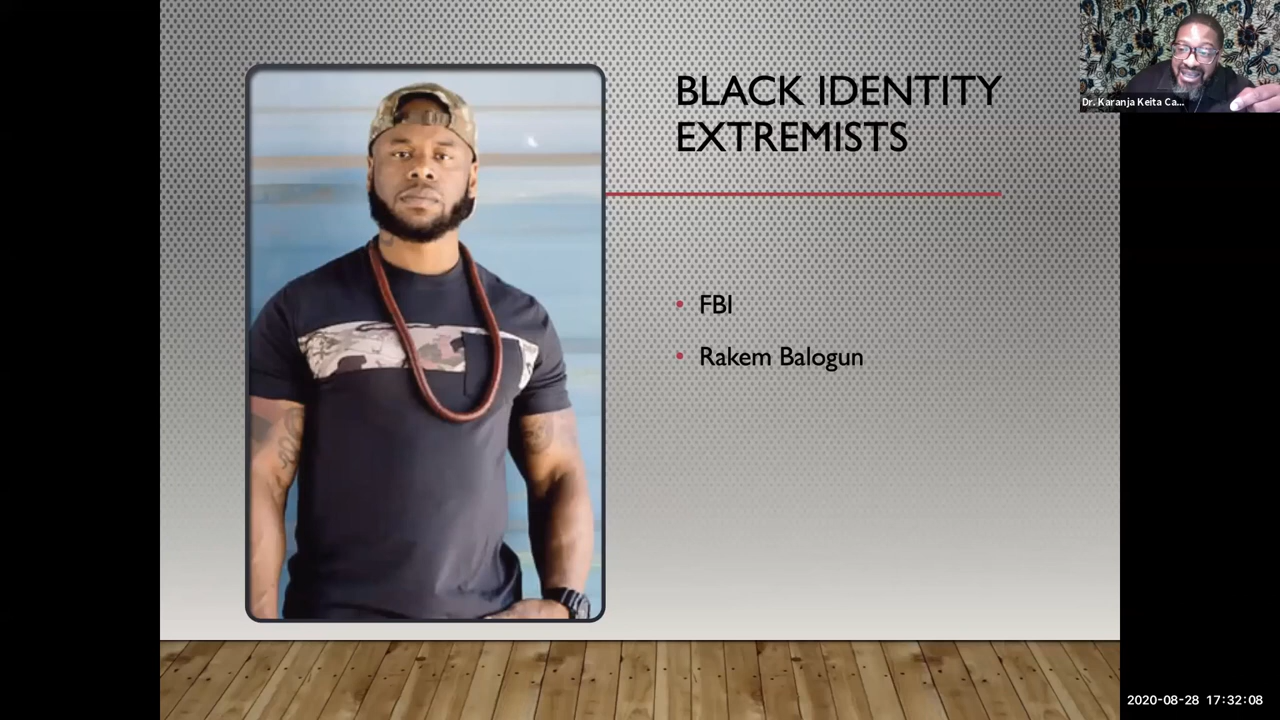 BLACK IDENTITY
EXTREMISTS
Dr. Karanja Keita Ca...
FBI
Rakem Balogun
2020-08-28 17:32:08